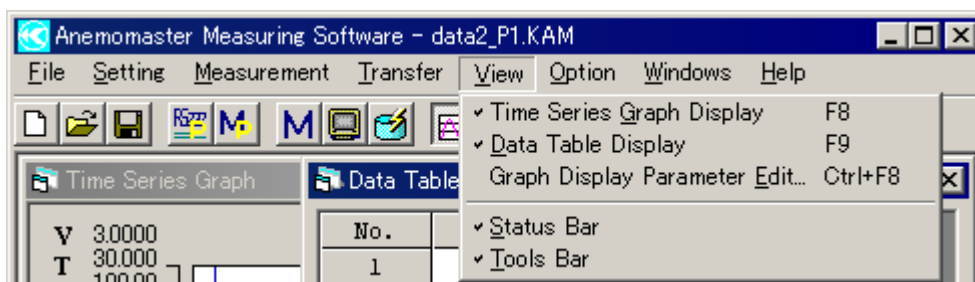 Anemomaster Measuring Software - data2_P1.KAM
File Setting Measurement Transfer View Option Windows Help
Time Series Graph Display F8
Data Table Display F9
Graph Display Parameter Edit... Ctrl+F8
Status Bar
Tools Bar
Time Series Graph
V 3.0000
T 30.000
100.00
Data Table
No.
1